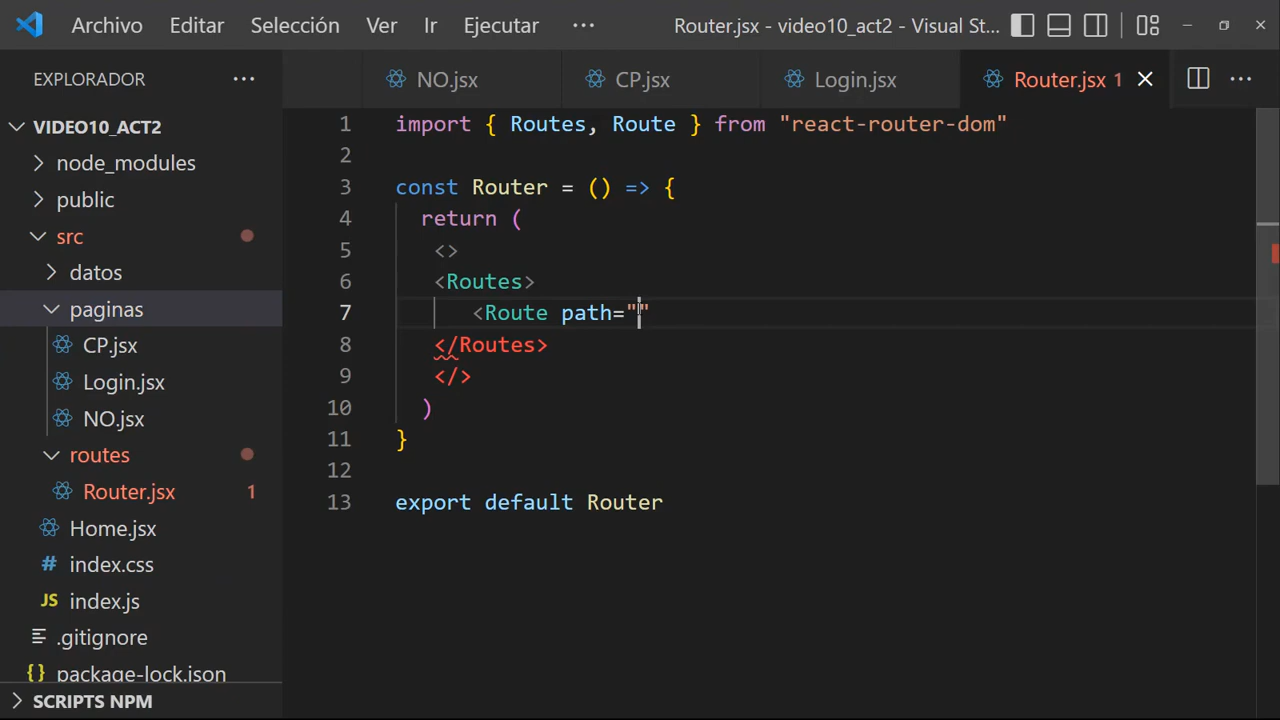 Archivo Editar Selección Ver Ir Ejecutar ··· Router.jsx - video10_act2 - Visual St...
EXPLORADOR ···
NO.jsx CP.jsx Login.jsx Router.jsx 1
VIDEO10_ACT2
node_modules
public
src
datos
paginas
CP.jsx
Login.jsx
NO.jsx
routes
Router.jsx 1
Home.jsx
# index.css
JS index.js
.gitignore
{} package-lock.json
SCRIPTS NPM
1 import { Routes, Route } from "react-router-dom"
2
3 const Router = () => {
4 return (
5 <>
6 <Routes>
7 <Route path=""
8 </Routes>
9 </>
10 )
11 }
12
13 export default Router